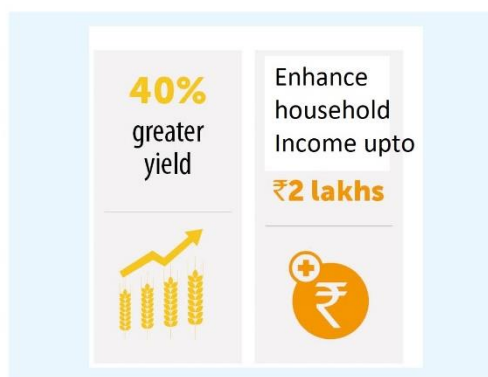 40%
greater
yield
Enhance
household
Income upto
₹2 lakhs
₹